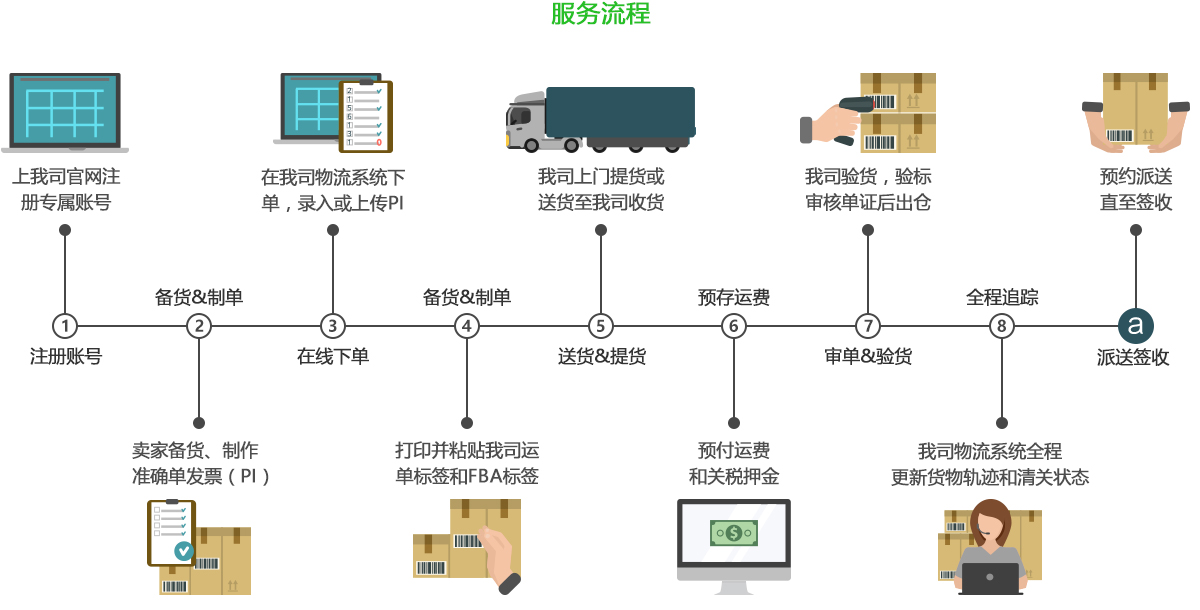 服务流程
上我司官网注
册专属账号
在我司物流系统下
单，录入或上传PI
我司上门提货或
送货至我司收货
我司验货，验标
审核单证后出仓
预约派送
直至签收
备货&制单
备货&制单
预存运费
全程追踪
1
2
3
4
5
6
7
8
a
注册账号
在线下单
送货&提货
审单&验货
派送签收
卖家备货、制作
准确单发票（PI）
打印并粘贴我司运
单标签和FBA标签
预付运费
和关税押金
我司物流系统全程
更新货物轨迹和清关状态
$